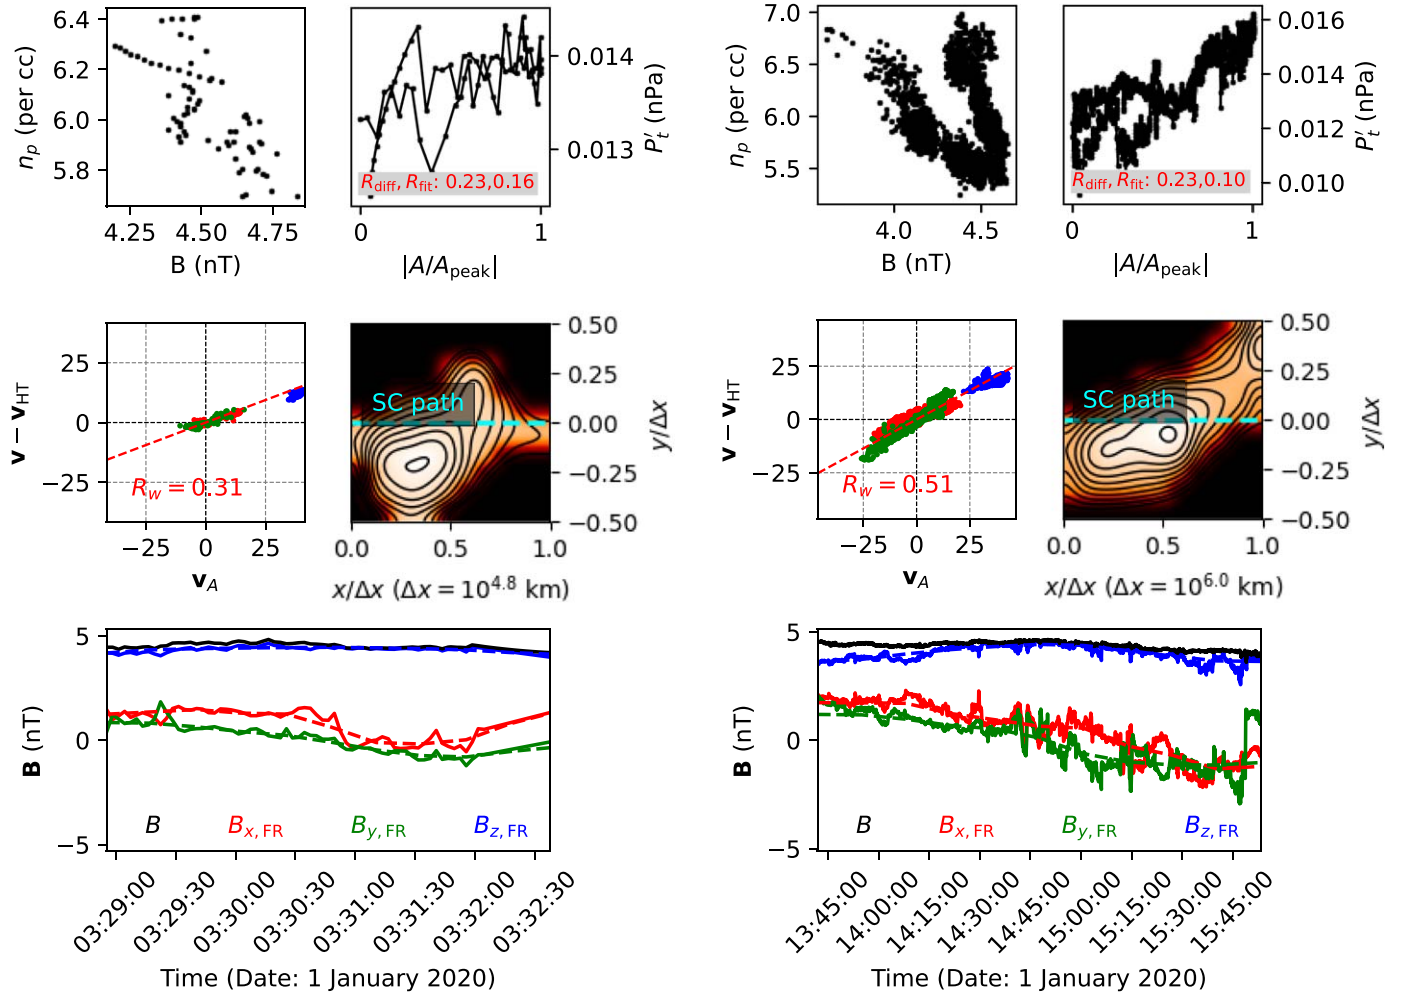 6.4
6.2
6.0
5.8
n_p (per cc)
4.25 4.50 4.75
B (nT)
R_diff, R_fit: 0.23,0.16
0.014
0.013
P′_t (nPa)
0 1
|A/A_peak|
7.0
6.5
6.0
5.5
n_p (per cc)
4.0 4.5
B (nT)
R_diff, R_fit: 0.23,0.10
0.016
0.014
0.012
0.010
P′_t (nPa)
0 1
|A/A_peak|
25
0
−25
v − v_HT
R_w = 0.31
−25 0 25
v_A
SC path
0.50
0.25
0.00
−0.25
−0.50
y/Δx
0.0 0.5 1.0
x/Δx (Δx = 10^4.8 km)
25
0
−25
v − v_HT
R_w = 0.51
−25 0 25
v_A
SC path
0.50
0.25
0.00
−0.25
−0.50
y/Δx
0.0 0.5 1.0
x/Δx (Δx = 10^6.0 km)
5
0
−5
B (nT)
B B_x, FR B_y, FR B_z, FR
03:29:00 03:29:30 03:30:00 03:30:30 03:31:00 03:31:30 03:32:00 03:32:30
Time (Date: 1 January 2020)
5
0
−5
B (nT)
B B_x, FR B_y, FR B_z, FR
13:45:00 14:00:00 14:15:00 14:30:00 14:45:00 15:00:00 15:15:00 15:30:00 15:45:00
Time (Date: 1 January 2020)